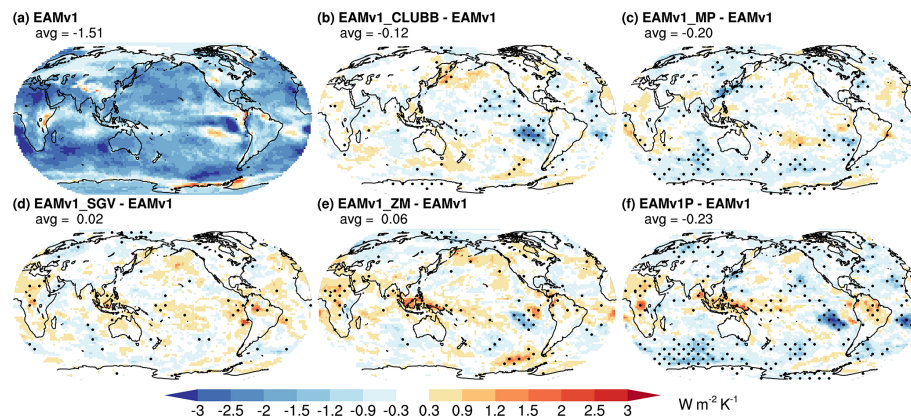 (a) EAMv1
avg = -1.51
(b) EAMv1_CLUBB - EAMv1
avg = -0.12
(c) EAMv1_MP - EAMv1
avg = -0.20
(d) EAMv1_SGV - EAMv1
avg = 0.02
(e) EAMv1_ZM - EAMv1
avg = 0.06
(f) EAMv1P - EAMv1
avg = -0.23
-3 -2.5 -2 -1.5 -1.2 -0.9 -0.3 0.3 0.9 1.2 1.5 2 2.5 3 W m⁻² K⁻¹